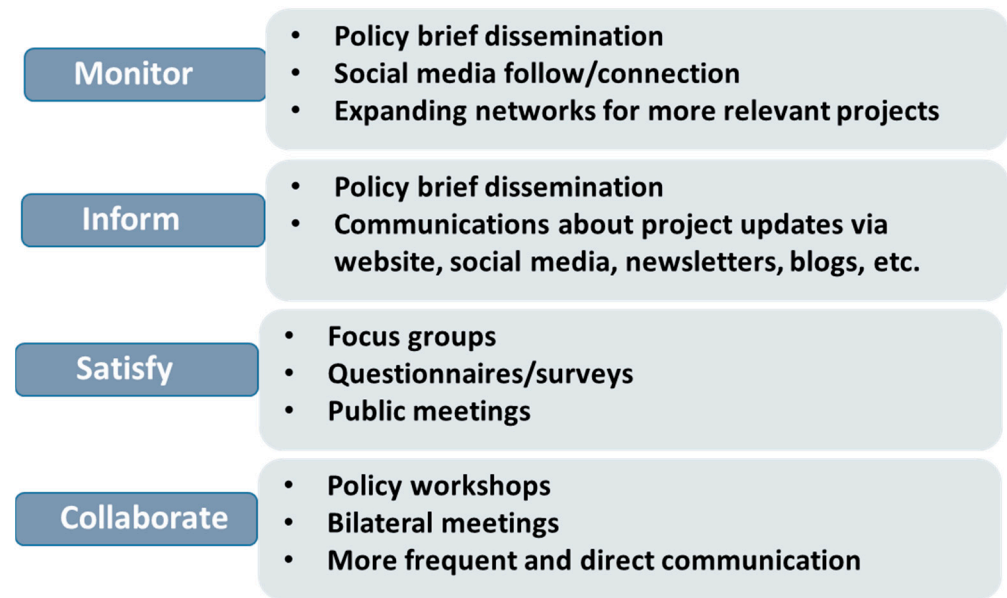 Monitor
• Policy brief dissemination
• Social media follow/connection
• Expanding networks for more relevant projects
Inform
• Policy brief dissemination
• Communications about project updates via
website, social media, newsletters, blogs, etc.
Satisfy
• Focus groups
• Questionnaires/surveys
• Public meetings
Collaborate
• Policy workshops
• Bilateral meetings
• More frequent and direct communication